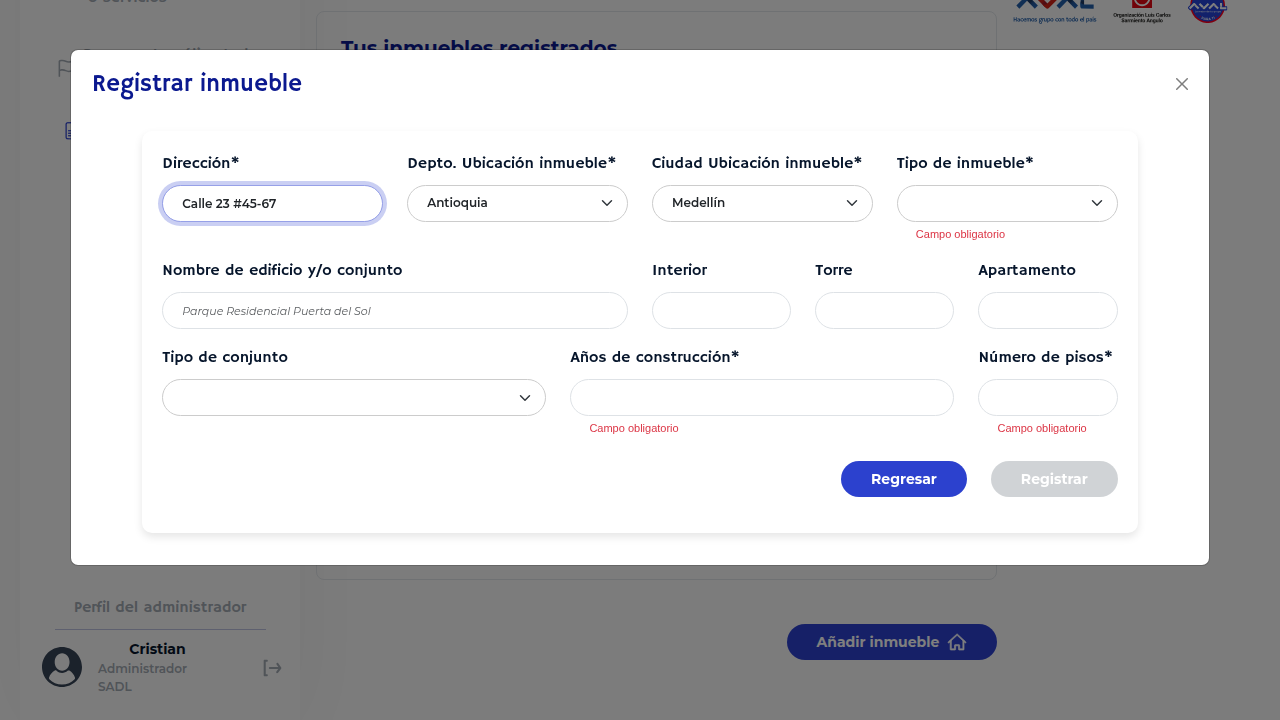 AVAL
Hacemos grupo con todo el país
Organización Luis Carlos
Sarmiento Angulo
AVAL
Tus inmuebles registrados
Registrar inmueble
Dirección*
Depto. Ubicación inmueble*
Ciudad Ubicación inmueble*
Tipo de inmueble*
Calle 23 #45-67
Antioquia
Medellín
Campo obligatorio
Nombre de edificio y/o conjunto
Interior
Torre
Apartamento
Parque Residencial Puerta del Sol
Tipo de conjunto
Años de construcción*
Número de pisos*
Campo obligatorio
Campo obligatorio
Regresar
Registrar
Perfil del administrador
Cristian
Administrador
SADL
Añadir inmueble